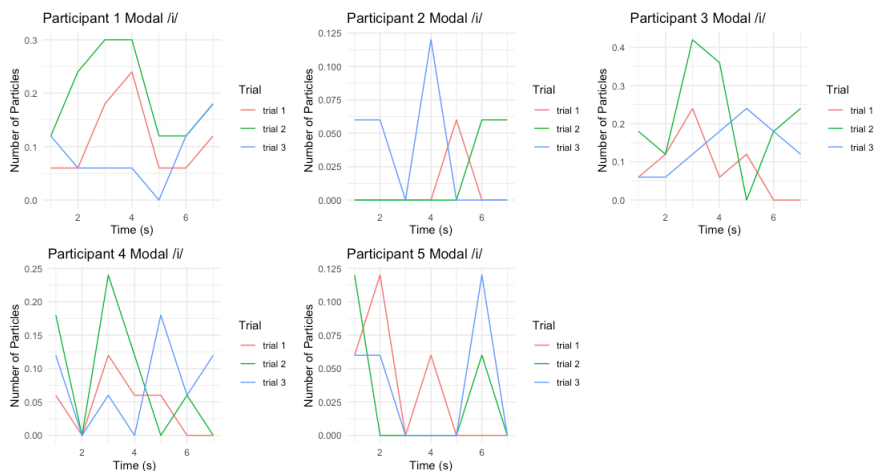 Participant 1 Modal /i/
Number of Particles
0.3
0.2
0.1
0.0
2 4 6
Time (s)
Trial
trial 1
trial 2
trial 3
Participant 2 Modal /i/
Number of Particles
0.125
0.100
0.075
0.050
0.025
0.000
2 4 6
Time (s)
Trial
trial 1
trial 2
trial 3
Participant 3 Modal /i/
Number of Particles
0.4
0.3
0.2
0.1
0.0
2 4 6
Time (s)
Trial
trial 1
trial 2
trial 3
Participant 4 Modal /i/
Number of Particles
0.25
0.20
0.15
0.10
0.05
0.00
2 4 6
Time (s)
Trial
trial 1
trial 2
trial 3
Participant 5 Modal /i/
Number of Particles
0.125
0.100
0.075
0.050
0.025
0.000
2 4 6
Time (s)
Trial
trial 1
trial 2
trial 3